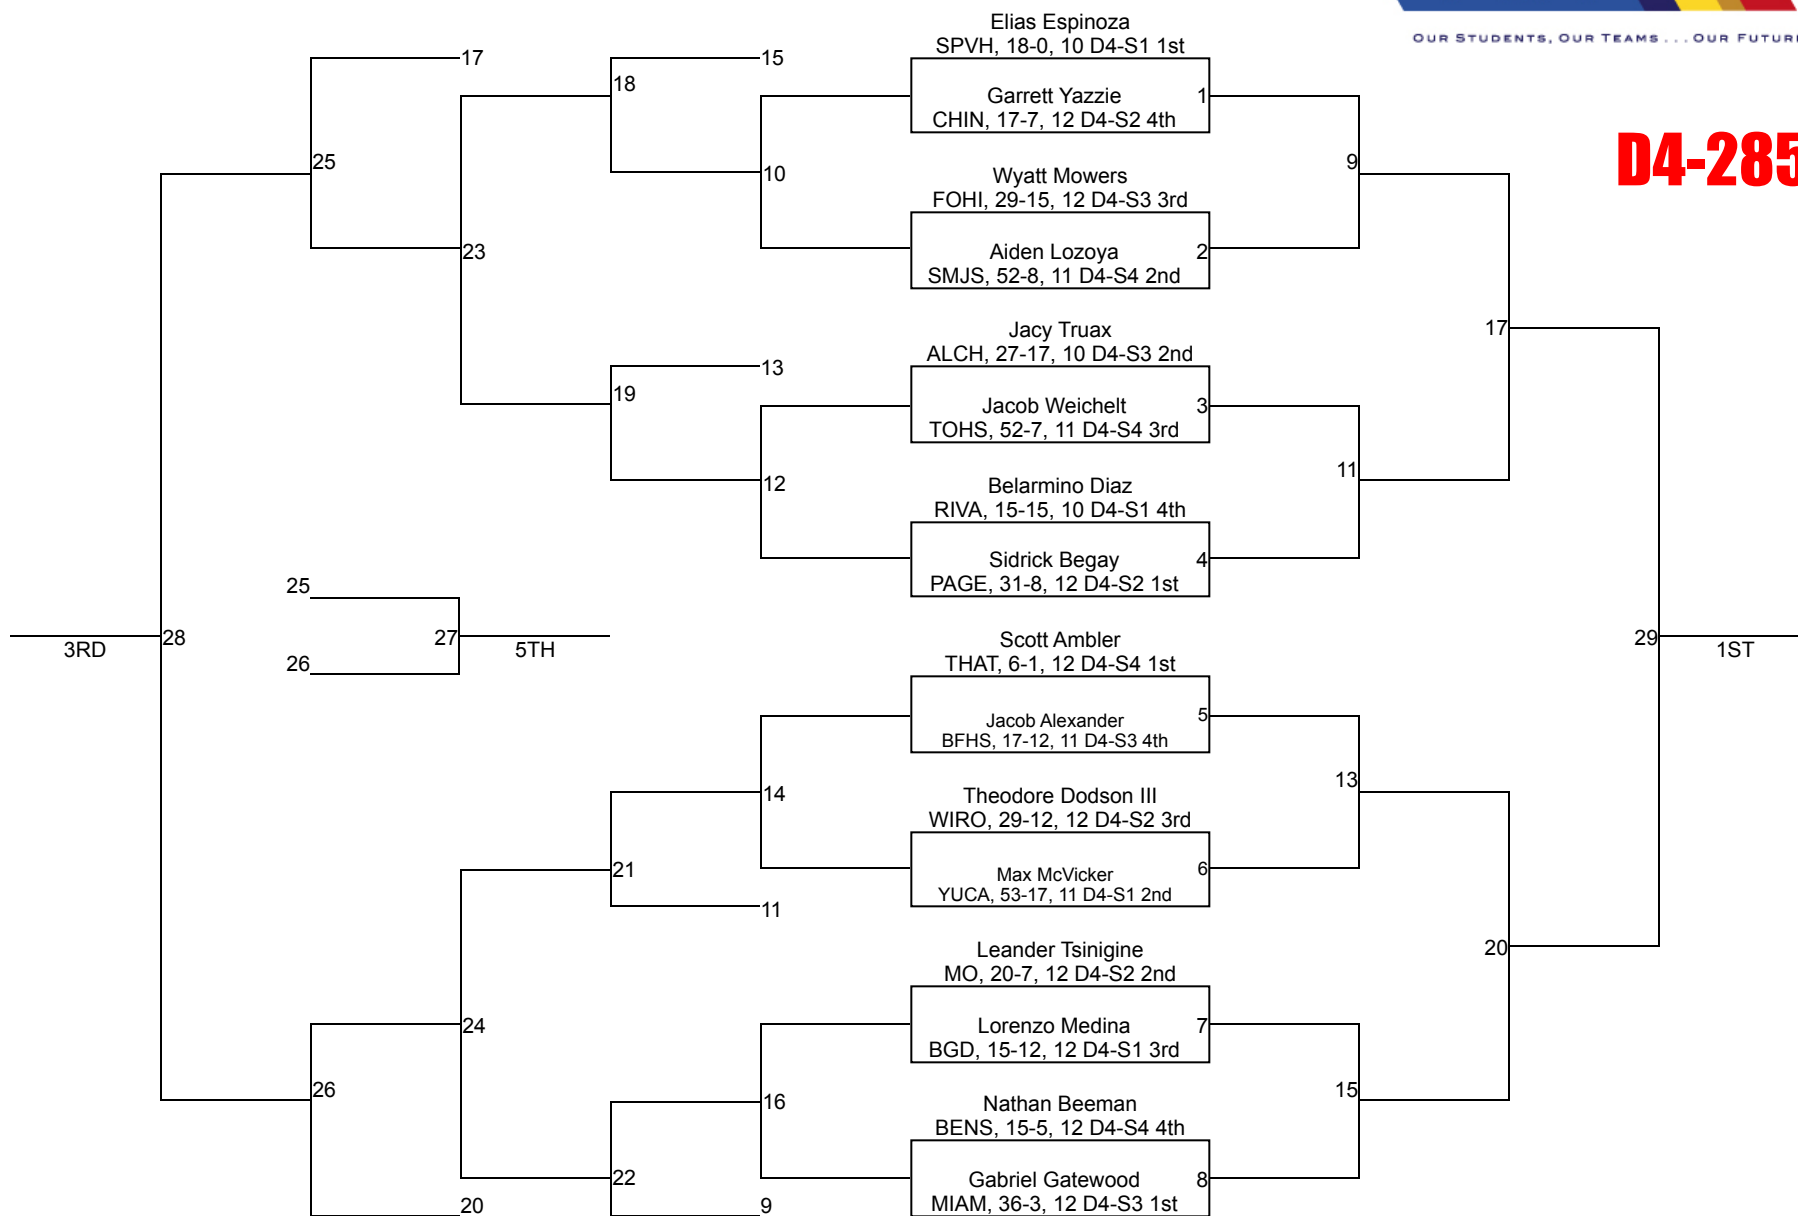 OUR STUDENTS, OUR TEAMS...OUR FUTURE
D4-285
Elias Espinoza
SPVH, 18-0, 10 D4-S1 1st
17
15
18
Garrett Yazzie
1
CHIN, 17-7, 12 D4-S2 4th
25
10
9
Wyatt Mowers
FOHI, 29-15, 12 D4-S3 3rd
23
Aiden Lozoya
2
SMJS, 52-8, 11 D4-S4 2nd
Jacy Truax
17
ALCH, 27-17, 10 D4-S3 2nd
13
19
Jacob Weichelt
3
TOHS, 52-7, 11 D4-S4 3rd
12
11
Belarmino Diaz
RIVA, 15-15, 10 D4-S1 4th
Sidrick Begay
4
PAGE, 31-8, 12 D4-S2 1st
25
3RD
28
27
5TH
29
1ST
26
Scott Ambler
THAT, 6-1, 12 D4-S4 1st
Jacob Alexander
5
BFHS, 17-12, 11 D4-S3 4th
14
13
Theodore Dodson III
WIRO, 29-12, 12 D4-S2 3rd
21
Max McVicker
6
YUCA, 53-17, 11 D4-S1 2nd
11
Leander Tsinigine
20
MO, 20-7, 12 D4-S2 2nd
24
Lorenzo Medina
7
BGD, 15-12, 12 D4-S1 3rd
26
16
15
Nathan Beeman
BENS, 15-5, 12 D4-S4 4th
22
Gabriel Gatewood
8
MIAM, 36-3, 12 D4-S3 1st
20
9